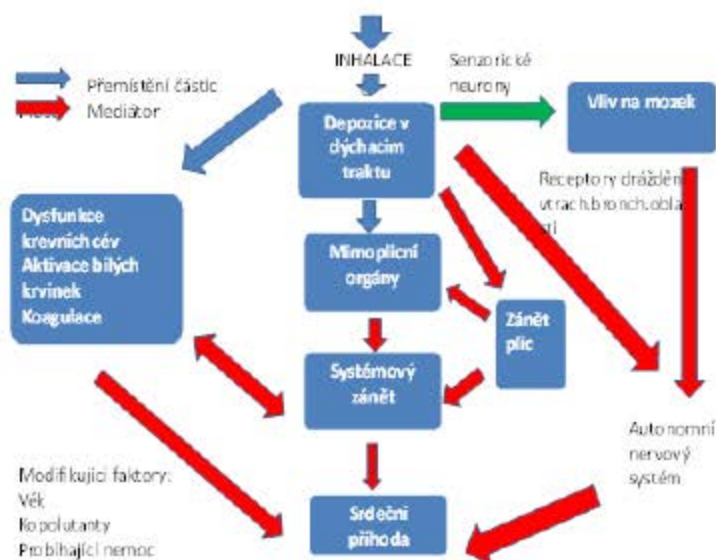 INHALACE
Senzorické
neurony
Přemístění částic
Mediátor
Depozice v
dýchacím
traktu
Vliv na mozek
Receptory dráždění
v trach.bronch.obla
sti
Dysfunkce
krevních cév
Aktivace bílých
krvinek
Koagulace
Mimoplicní
orgány
Zánět
plic
Systémový
zánět
Autonomní
nervový
systém
Modifikující faktory:
Věk
Kopolutanty
Probíhající nemoc
Srdeční
příhoda